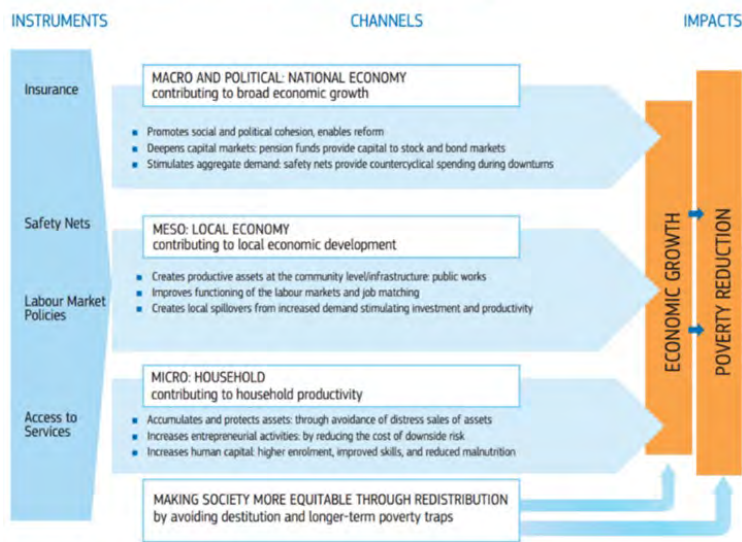 INSTRUMENTS
CHANNELS
IMPACTS
Insurance
Safety Nets
Labour Market
Policies
Access to
Services
MACRO AND POLITICAL: NATIONAL ECONOMY
contributing to broad economic growth
Promotes social and political cohesion, enables reform
Deepens capital markets: pension funds provide capital to stock and bond markets
Stimulates aggregate demand: safety nets provide countercyclical spending during downturns
MESO: LOCAL ECONOMY
contributing to local economic development
Creates productive assets at the community level/infrastructure: public works
Improves functioning of the labour markets and job matching
Creates local spillovers from increased demand stimulating investment and productivity
MICRO: HOUSEHOLD
contributing to household productivity
Accumulates and protects assets: through avoidance of distress sales of assets
Increases entrepreneurial activities: by reducing the cost of downside risk
Increases human capital: higher enrolment, improved skills, and reduced malnutrition
MAKING SOCIETY MORE EQUITABLE THROUGH REDISTRIBUTION
by avoiding destitution and longer-term poverty traps
ECONOMIC GROWTH
POVERTY REDUCTION